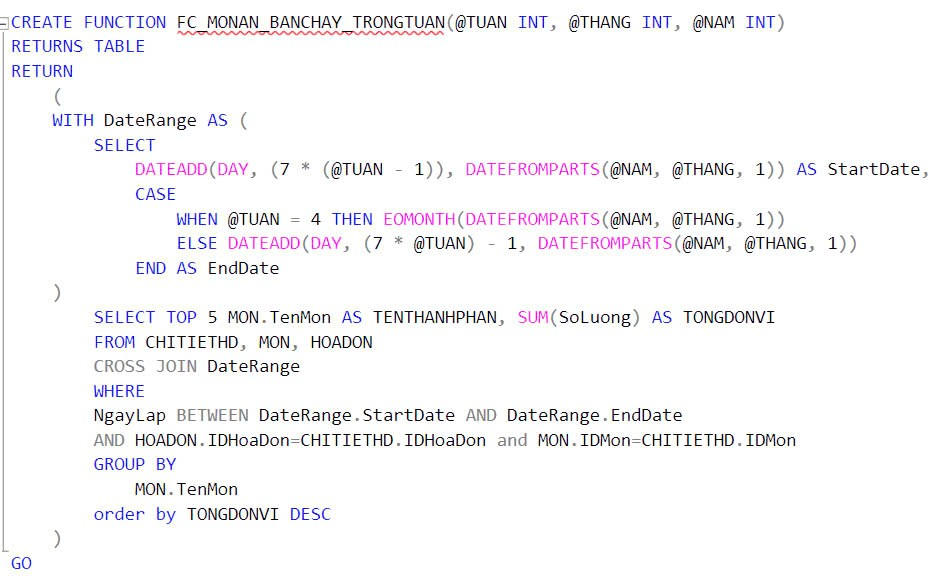 CREATE FUNCTION FC_MONAN_BANCHAY_TRONGTUAN(@TUAN INT, @THANG INT, @NAM INT)
RETURNS TABLE
RETURN
(
WITH DateRange AS (
SELECT
DATEADD(DAY, (7 * (@TUAN - 1)), DATEFROMPARTS(@NAM, @THANG, 1)) AS StartDate,
CASE
WHEN @TUAN = 4 THEN EOMONTH(DATEFROMPARTS(@NAM, @THANG, 1))
ELSE DATEADD(DAY, (7 * @TUAN) - 1, DATEFROMPARTS(@NAM, @THANG, 1))
END AS EndDate
)
SELECT TOP 5 MON.TenMon AS TENTHANHPHAN, SUM(SoLuong) AS TONGDONVI
FROM CHITIETHD, MON, HOADON
CROSS JOIN DateRange
WHERE
NgayLap BETWEEN DateRange.StartDate AND DateRange.EndDate
AND HOADON.IDHoaDon=CHITIETHD.IDHoaDon and MON.IDMon=CHITIETHD.IDMon
GROUP BY
MON.TenMon
order by TONGDONVI DESC
)
GO